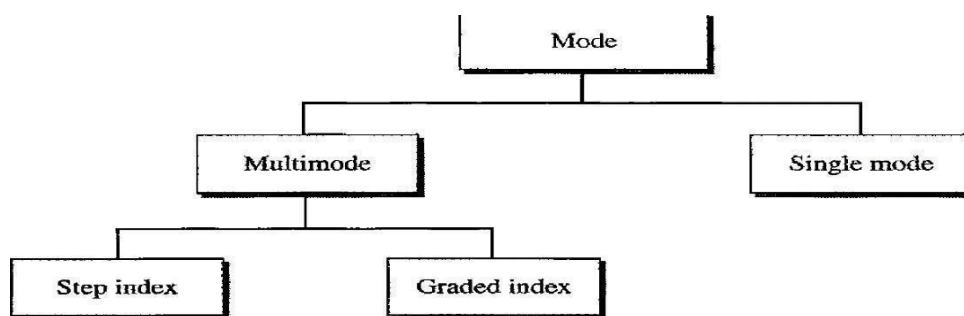 Mode
Multimode
Single mode
Step index
Graded index